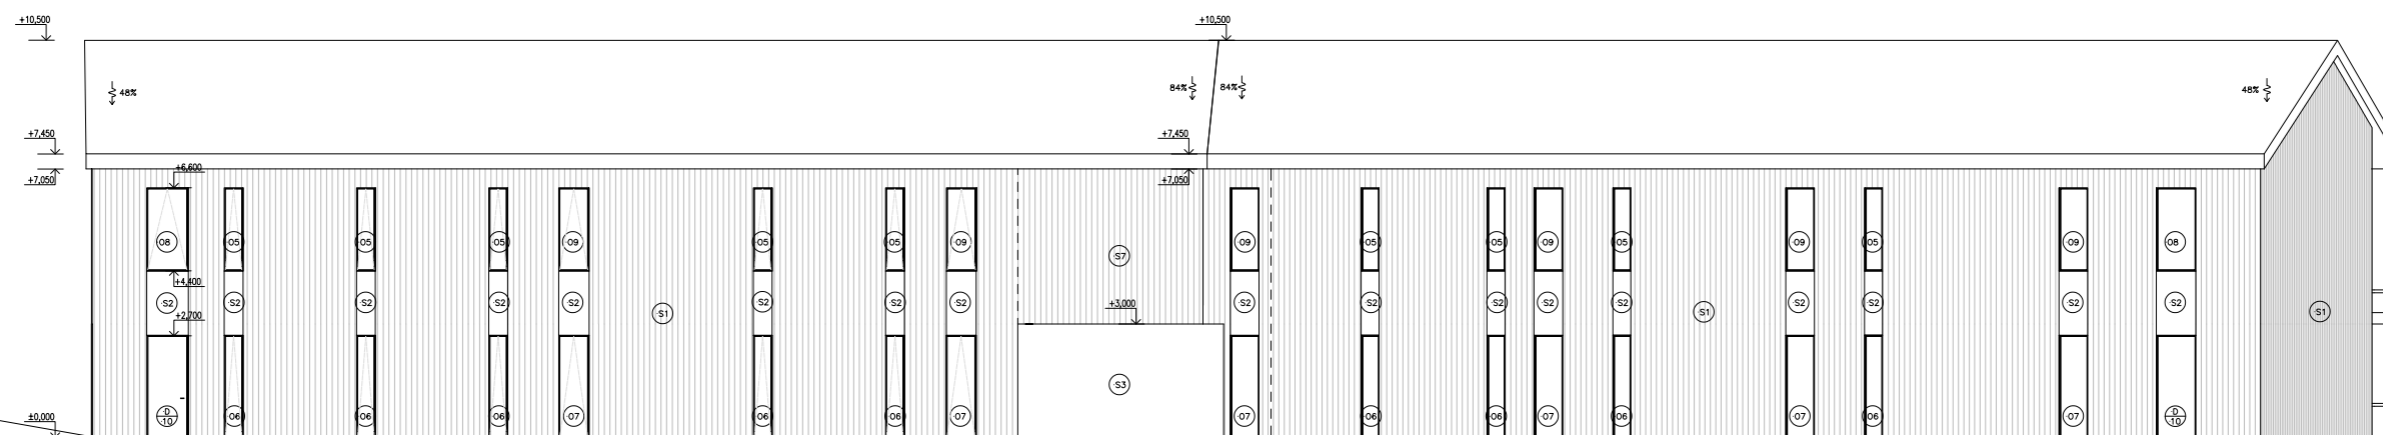 +10,500 +10,500
48% 84% 84% 48%
+7,450 +7,450
+6,600
+7,050 +7,050
08 05 05 05 09 05 05 09 09 05 05 09 05 09 05 09 08
S7
+4,400
S2 S2 S2 S2 S2 S2 S2 S2 S2 S2 S2 S2 S2 S2 S2 S2 S2
+3,000
S1 S1 S1
+2,700
S3
±0,000
D 06 06 06 07 06 06 07 07 06 06 07 06 07 06 07 D
10 10